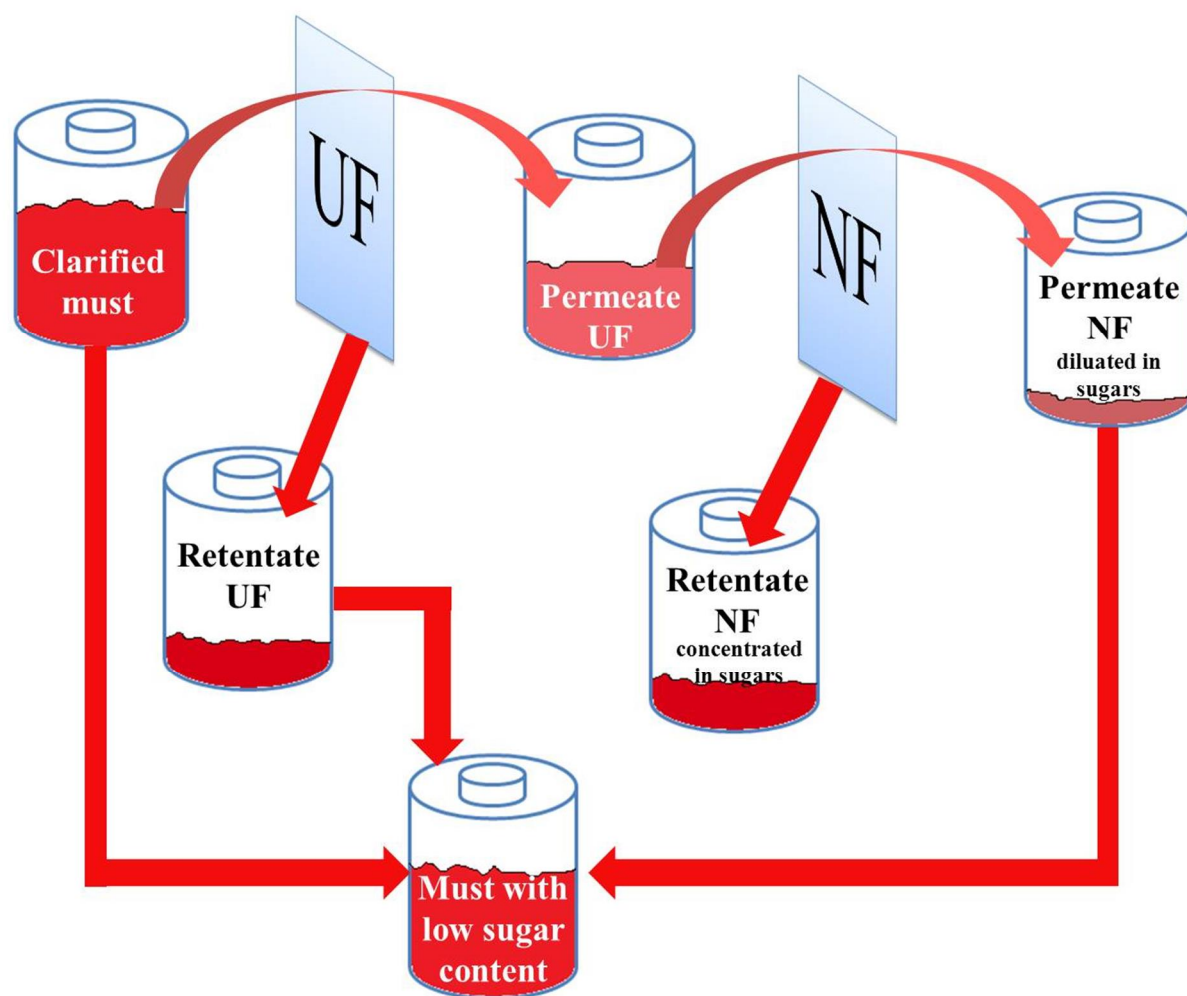 UF
NF
Clarified
must
Permeate
UF
Permeate
NF
diluated in
sugars
Retentate
UF
Retentate
NF
concentrated
in sugars
Must with
low sugar
content